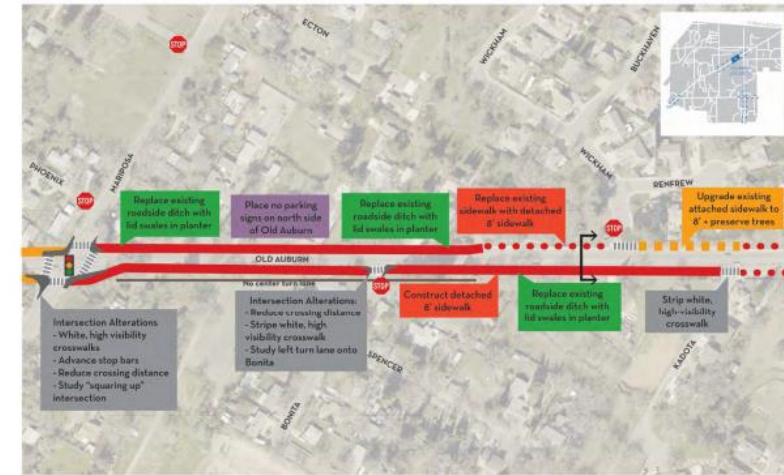 STOP
ECTON
WICKHAM
BUCKHAVEN
PHOENIX
MARIPOSA
STOP
WICKHAM
RENFREW
Replace existing
roadside ditch with
lid swales in planter
Place no parking
signs on north side
of Old Auburn
Replace existing
roadside ditch with
lid swales in planter
Replace existing
sidewalk with detached
8' sidewalk
STOP
Upgrade existing
attached sidewalk to
8' + preserve trees
OLD AUBURN
No center turn lane
STOP
Intersection Alterations
- White, high visibility
crosswalks
- Advance stop bars
- Reduce crossing distance
- Study "squaring up"
intersection
Intersection Alterations:
- Reduce crossing distance
- Stripe white, high
visibility crosswalk
- Study left turn lane onto
Bonita
Construct detached
8' sidewalk
Replace existing
roadside ditch with
lid swales in planter
Strip white,
high-visibility
crosswalk
SPENCER
BONITA
KADOTA